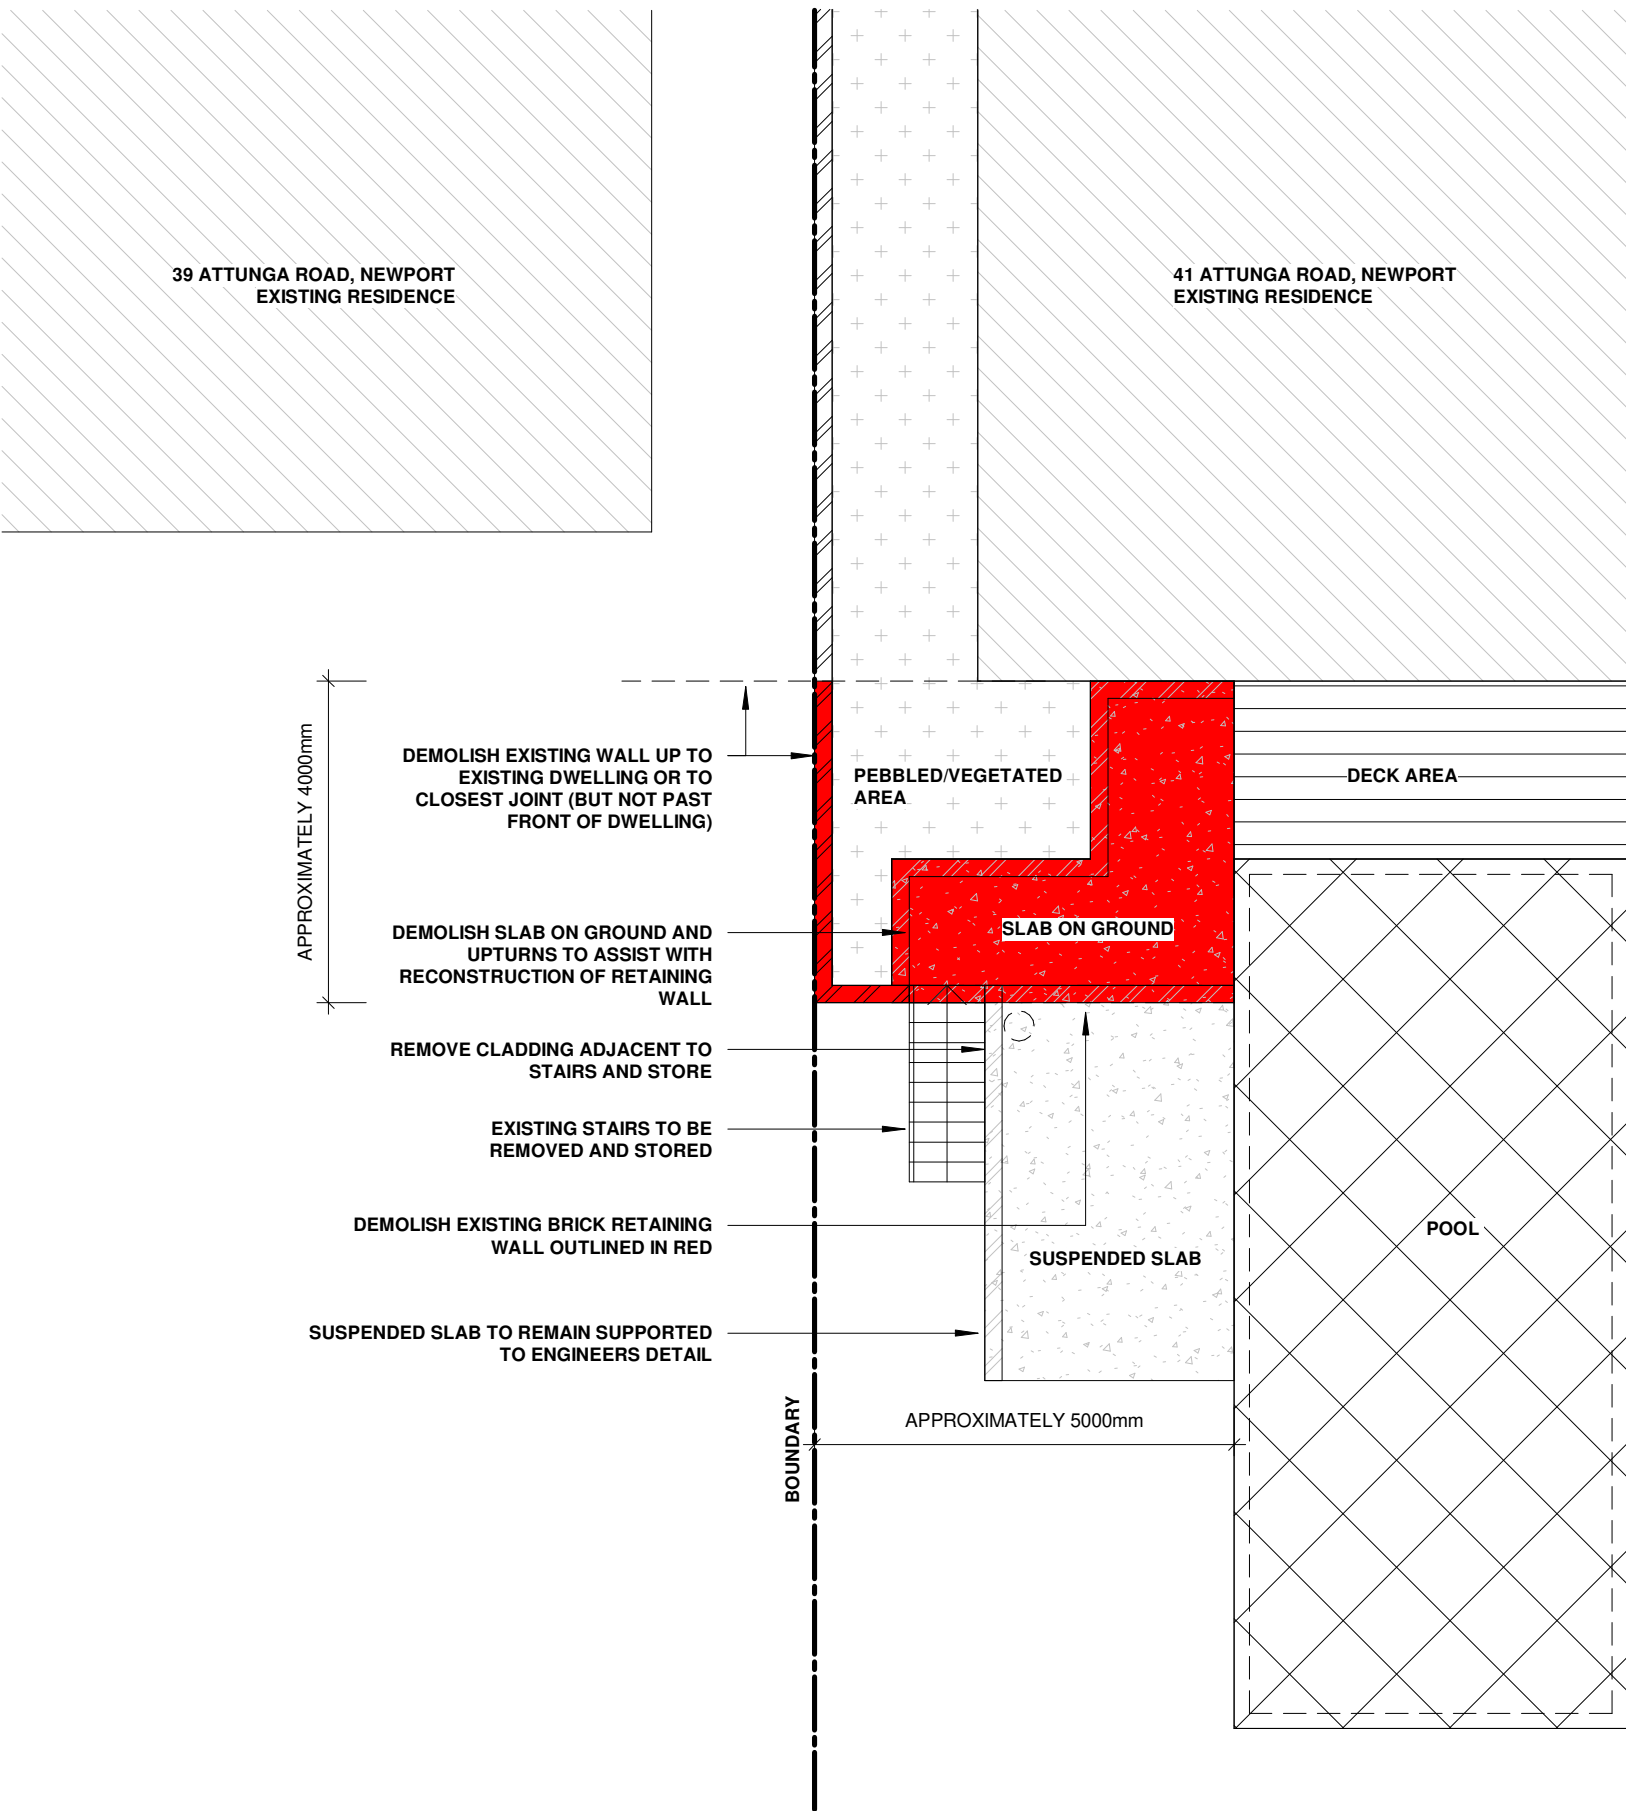 39 ATTUNGA ROAD, NEWPORT
EXISTING RESIDENCE
41 ATTUNGA ROAD, NEWPORT
EXISTING RESIDENCE
APPROXIMATELY 4000mm
DEMOLISH EXISTING WALL UP TO
EXISTING DWELLING OR TO
CLOSEST JOINT (BUT NOT PAST
FRONT OF DWELLING)
PEBBLED/VEGETATED
AREA
DECK AREA
DEMOLISH SLAB ON GROUND AND
UPTURNS TO ASSIST WITH
RECONSTRUCTION OF RETAINING
WALL
SLAB ON GROUND
REMOVE CLADDING ADJACENT TO
STAIRS AND STORE
EXISTING STAIRS TO BE
REMOVED AND STORED
DEMOLISH EXISTING BRICK RETAINING
WALL OUTLINED IN RED
SUSPENDED SLAB
POOL
SUSPENDED SLAB TO REMAIN SUPPORTED
TO ENGINEERS DETAIL
BOUNDARY
APPROXIMATELY 5000mm